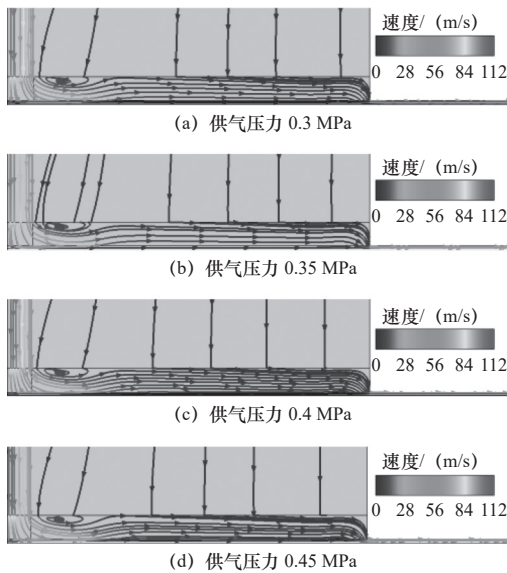 速度/（m/s）
0 28 56 84 112
（a）供气压力 0.3 MPa
速度/（m/s）
0 28 56 84 112
（b）供气压力 0.35 MPa
速度/（m/s）
0 28 56 84 112
（c）供气压力 0.4 MPa
速度/（m/s）
0 28 56 84 112
（d）供气压力 0.45 MPa